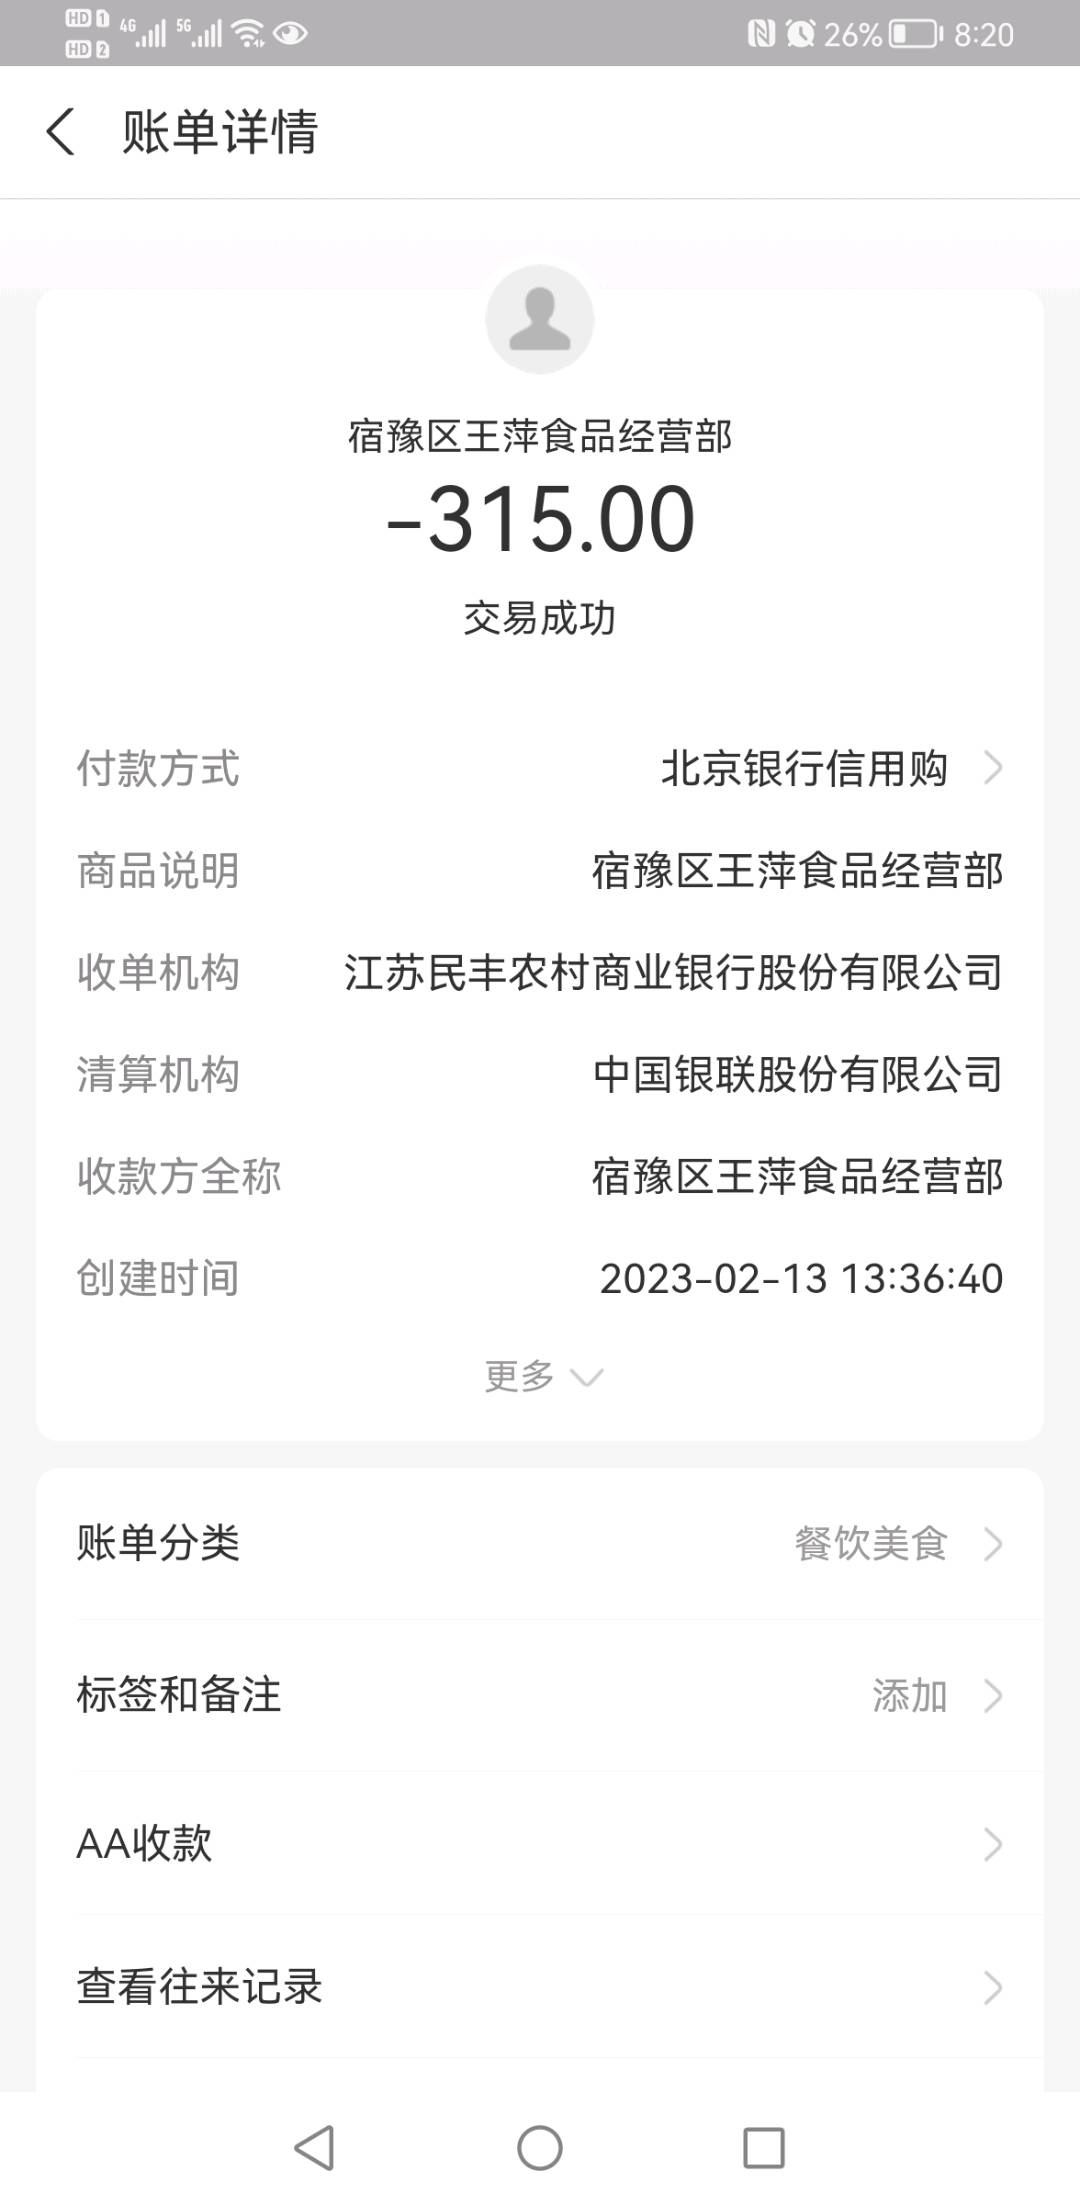 HD 1 4G 5G 26% 8:20
HD 2
账单详情
宿豫区王萍食品经营部
-315.00
交易成功
付款方式 北京银行信用购
商品说明 宿豫区王萍食品经营部
收单机构 江苏民丰农村商业银行股份有限公司
清算机构 中国银联股份有限公司
收款方全称 宿豫区王萍食品经营部
创建时间 2023-02-13 13:36:40
更多
账单分类 餐饮美食
标签和备注 添加
AA收款
查看往来记录